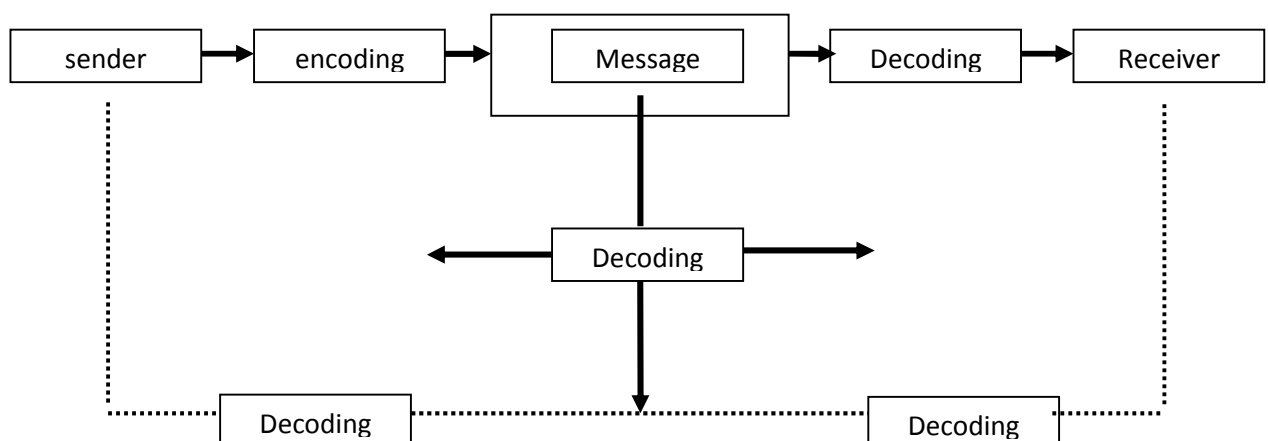 sender
encoding
Message
Decoding
Receiver
Decoding
Decoding
Decoding